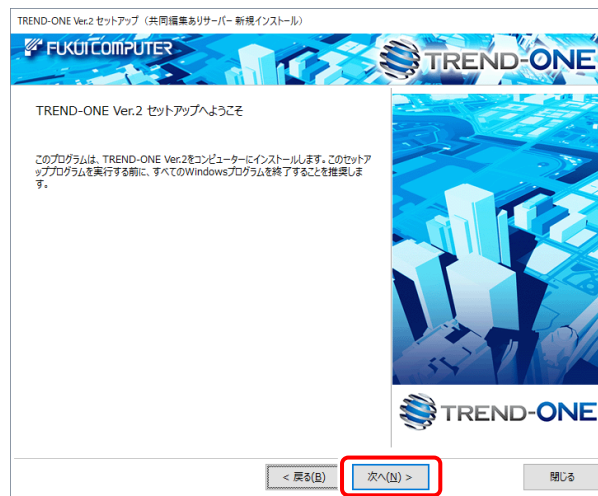 TREND-ONE Ver.2 セットアップ（共同編集ありサーバー 新規インストール）
FUKUI COMPUTER
TREND-ONE
TREND-ONE Ver.2 セットアップへようこそ
このプログラムは、TREND-ONE Ver.2をコンピューターにインストールします。このセットア
ッププログラムを実行する前に、すべてのWindowsプログラムを終了することを推奨しま
す。
TREND-ONE
< 戻る(B)
次へ(N) >
閉じる